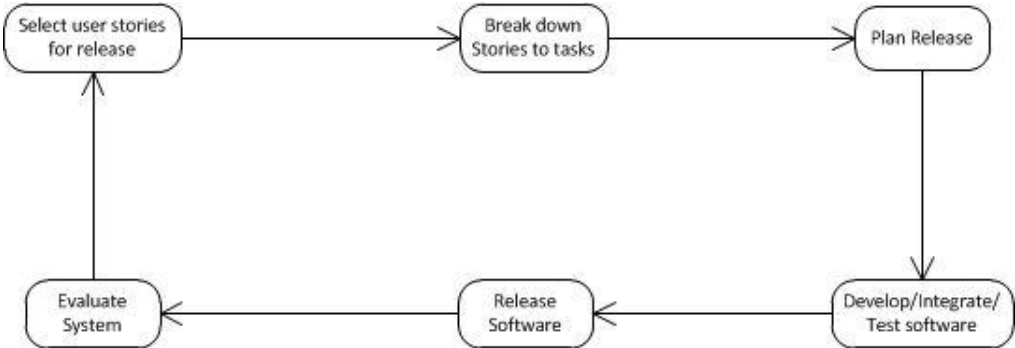 Select user stories
for release
Break down
Stories to tasks
Plan Release
Evaluate
System
Release
Software
Develop/Integrate/
Test software